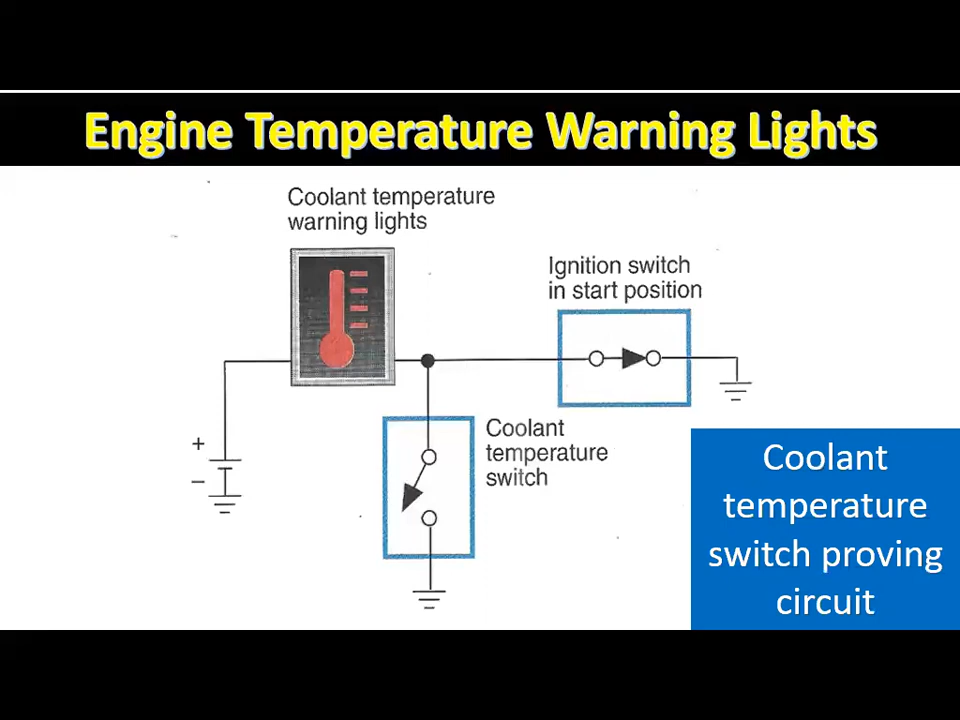 Engine Temperature Warning Lights
Coolant temperature
warning lights
Ignition switch
in start position
+
–
Coolant
temperature
switch
Coolant
temperature
switch proving
circuit